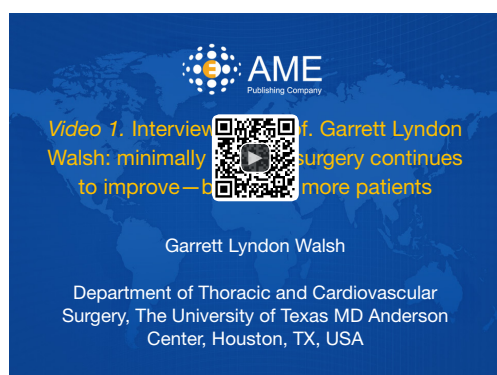 AME
Publishing Company
Video 1. Interview f. Garrett Lyndon
Walsh: minimally surgery continues
to improve—b more patients
Garrett Lyndon Walsh
Department of Thoracic and Cardiovascular
Surgery, The University of Texas MD Anderson
Center, Houston, TX, USA